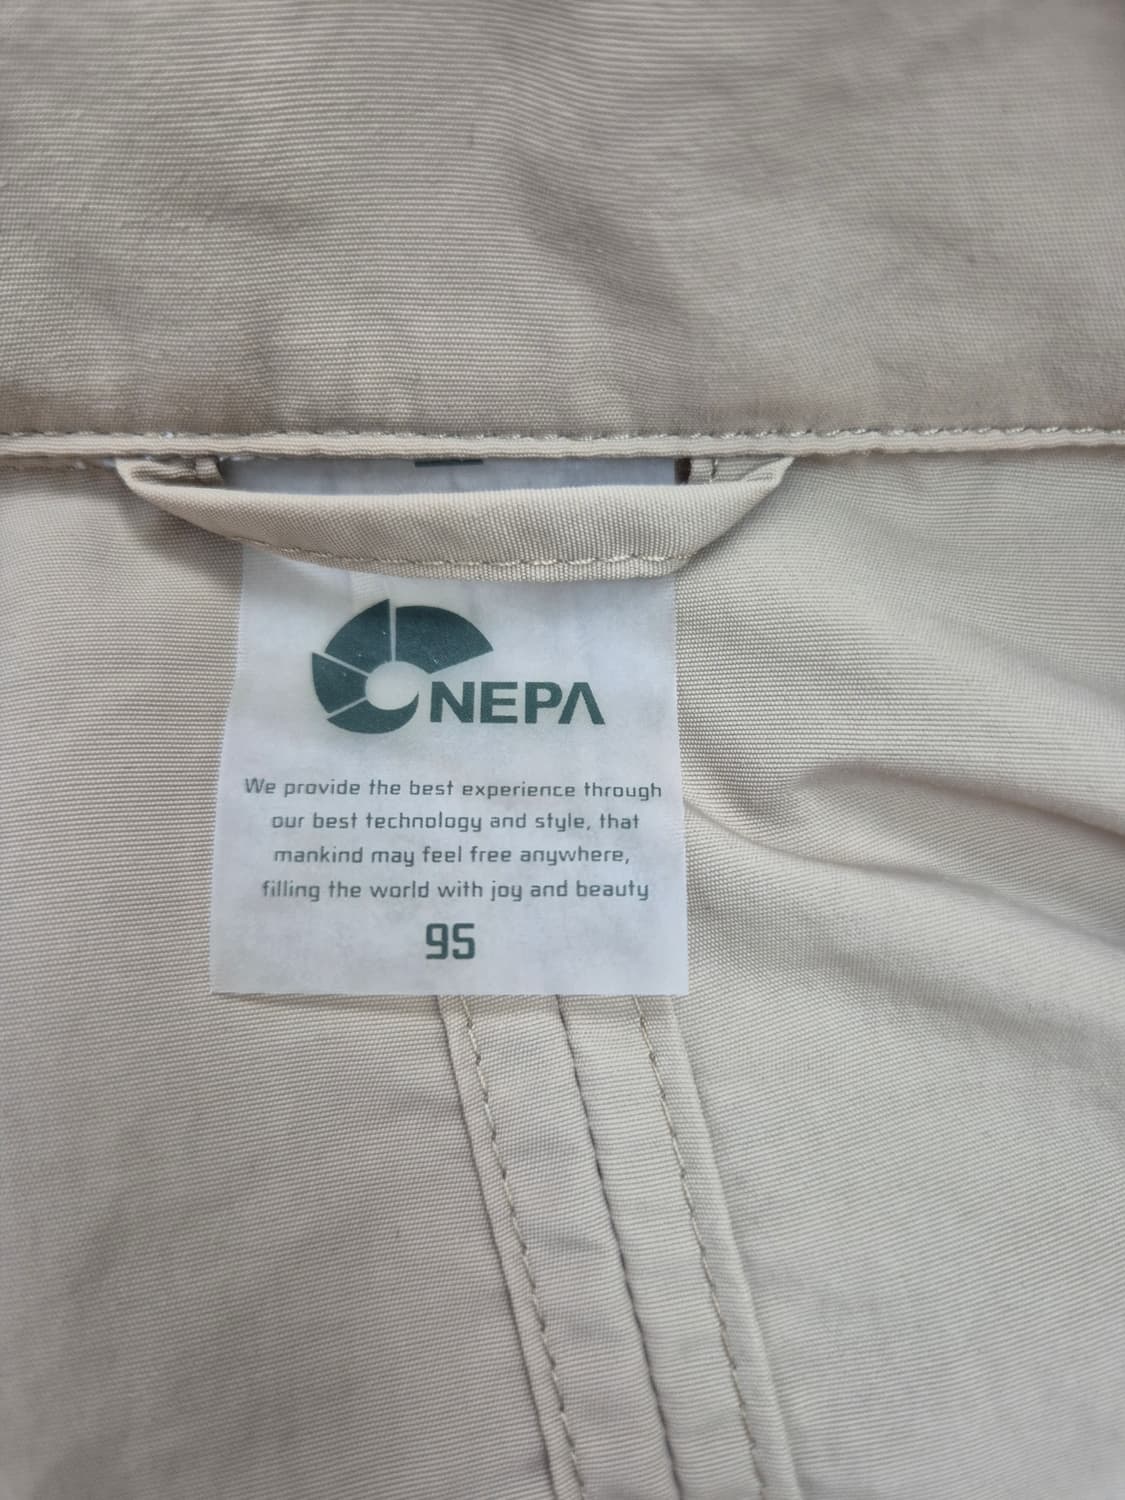 NEPA
We provide the best experience through
our best technology and style, that
mankind may feel free anywhere,
filling the world with joy and beauty
95